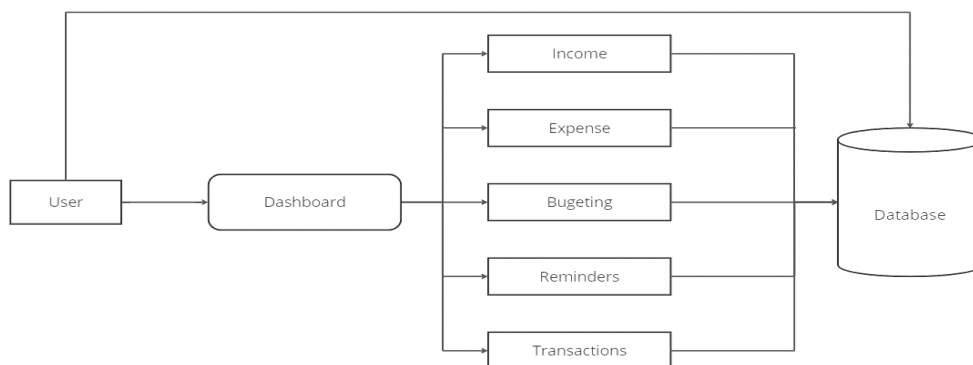 Income
Expense
User
Dashboard
Bugeting
Database
Reminders
Transactions